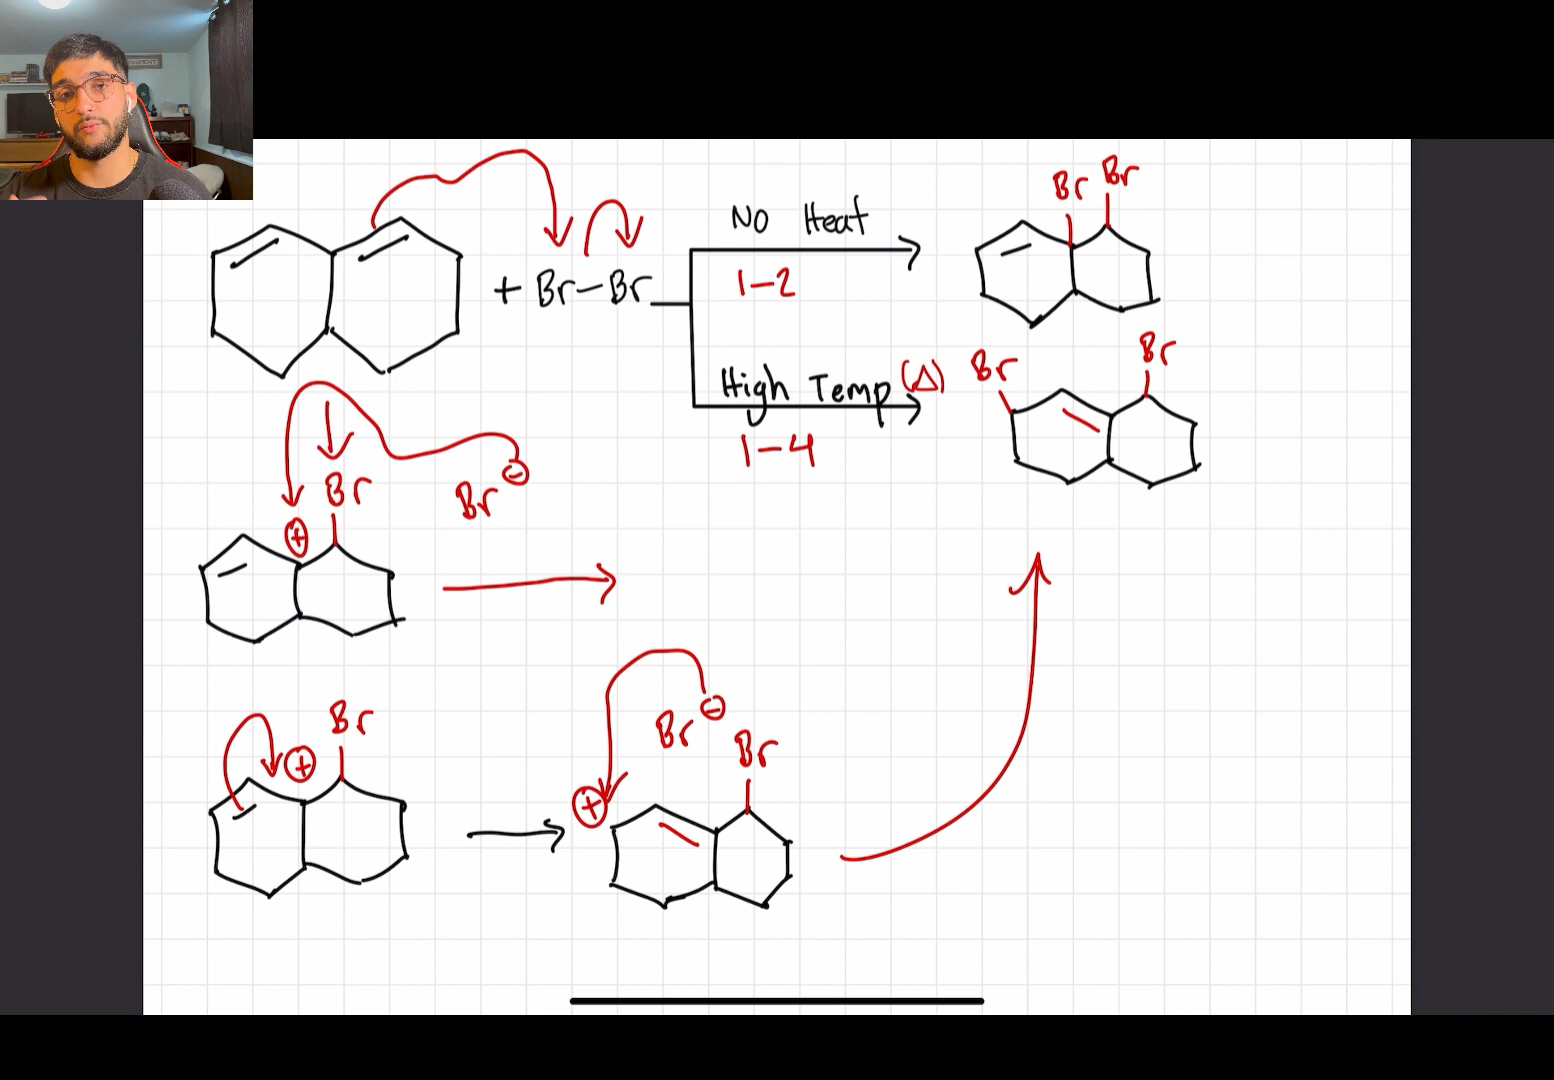 + Br—Br
No Heat
1–2
Br Br
High Temp (Δ)
1–4
Br
Br
Br
⊕
Br⊖
Br
⊕
Br⊖
Br
⊕